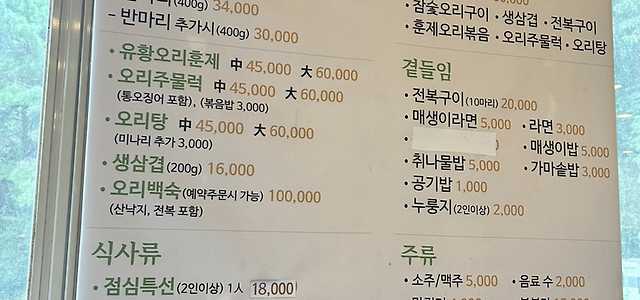 (400g) 34,000
- 반마리 추가시(400g) 30,000
· 유황오리훈제 中 45,000 大 60,000
· 오리주물럭 中 45,000 大 60,000
(통오징어 포함), (볶음밥 3,000)
· 오리탕 中 45,000 大 60,000
(미나리 추가 3,000)
· 생삼겹(200g) 16,000
· 오리백숙(예약주문시 가능) 100,000
(산낙지, 전복 포함)
식사류
· 점심특선(2인이상) 1人 18,000
· 참숯오리구이 · 생삼겹 · 전복구이
· 훈제오리볶음 · 오리주물럭 · 오리탕
곁들임
· 전복구이(10마리) 20,000
· 매생이라면 5,000 · 라면 3,000
· 매생이밥 5,000
· 취나물밥 5,000 · 가마솥밥 3,000
· 공기밥 1,000
· 누룽지(2인이상) 2,000
주류
· 소주/맥주 5,000 · 음료 수 2,000